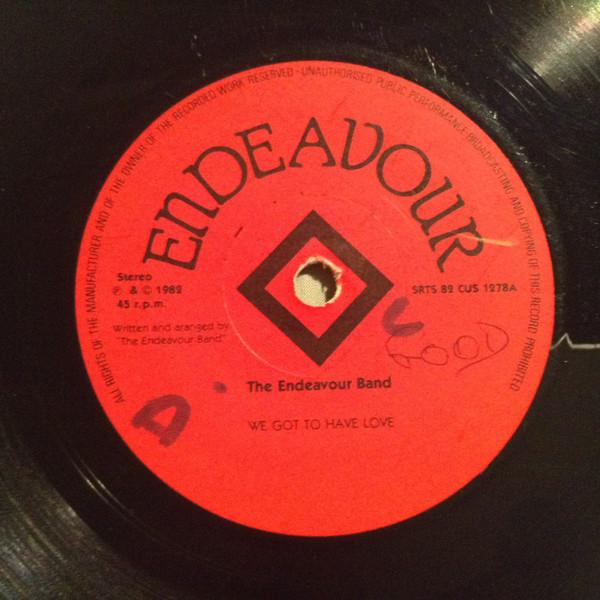 ALL RIGHTS OF THE MANUFACTURER AND OF THE OWNER OF THE RECORDED WORK RESERVED - UNAUTHORISED PUBLIC PERFORMANCE BROADCASTING AND COPYING OF THIS RECORD PROHIBITED
ENDEAVOUR
Stereo
℗ & © 1982
45 r.p.m.
SRTS 82 CUS 1278A
Written and arranged by
"The Endeavour Band"
GOOD
The Endeavour Band
WE GOT TO HAVE LOVE